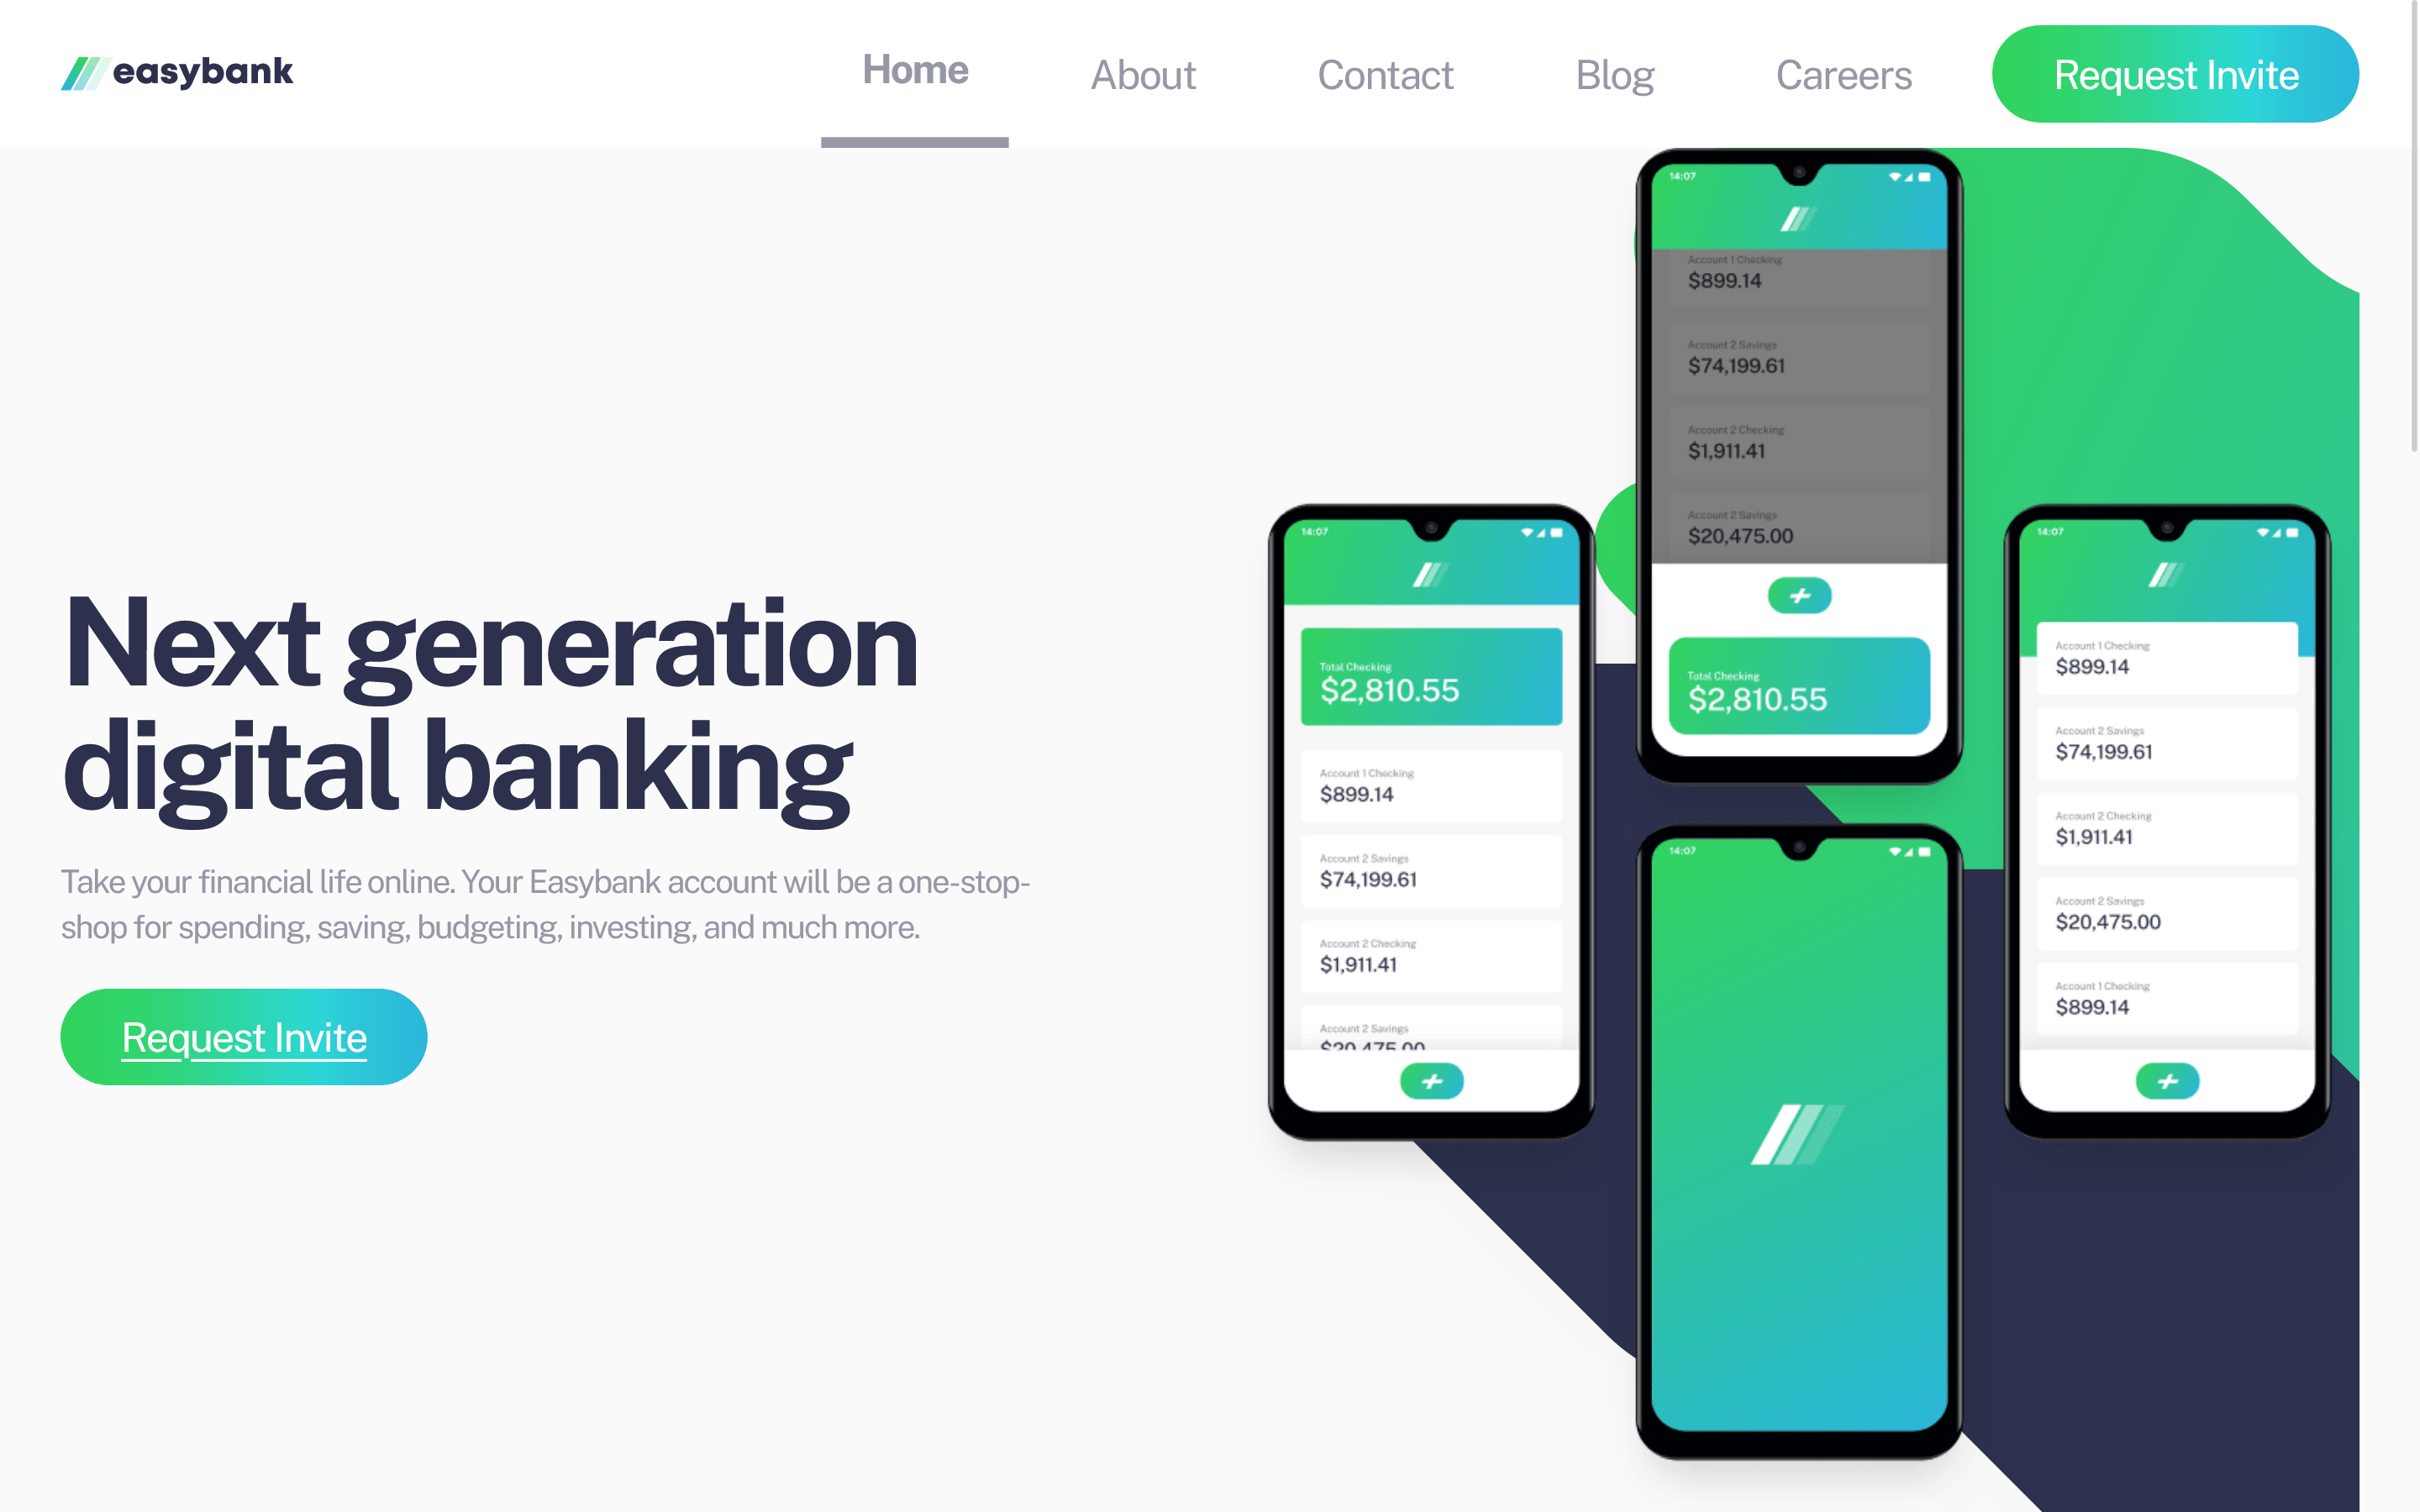 easybank
Home
About
Contact
Blog
Careers
Request Invite
Next generation
digital banking
Take your financial life online. Your Easybank account will be a one-stop-
shop for spending, saving, budgeting, investing, and much more.
Request Invite
14:07
Total Checking
$2,810.55
Account 1 Checking
$899.14
Account 2 Savings
$74,199.61
Account 2 Checking
$1,911.41
Account 2 Savings
$20,475.00
14:07
Account 1 Checking
$899.14
Account 2 Savings
$74,199.61
Account 2 Checking
$1,911.41
Account 2 Savings
$20,475.00
Total Checking
$2,810.55
14:07
14:07
Account 1 Checking
$899.14
Account 2 Savings
$74,199.61
Account 2 Checking
$1,911.41
Account 2 Savings
$20,475.00
Account 1 Checking
$899.14